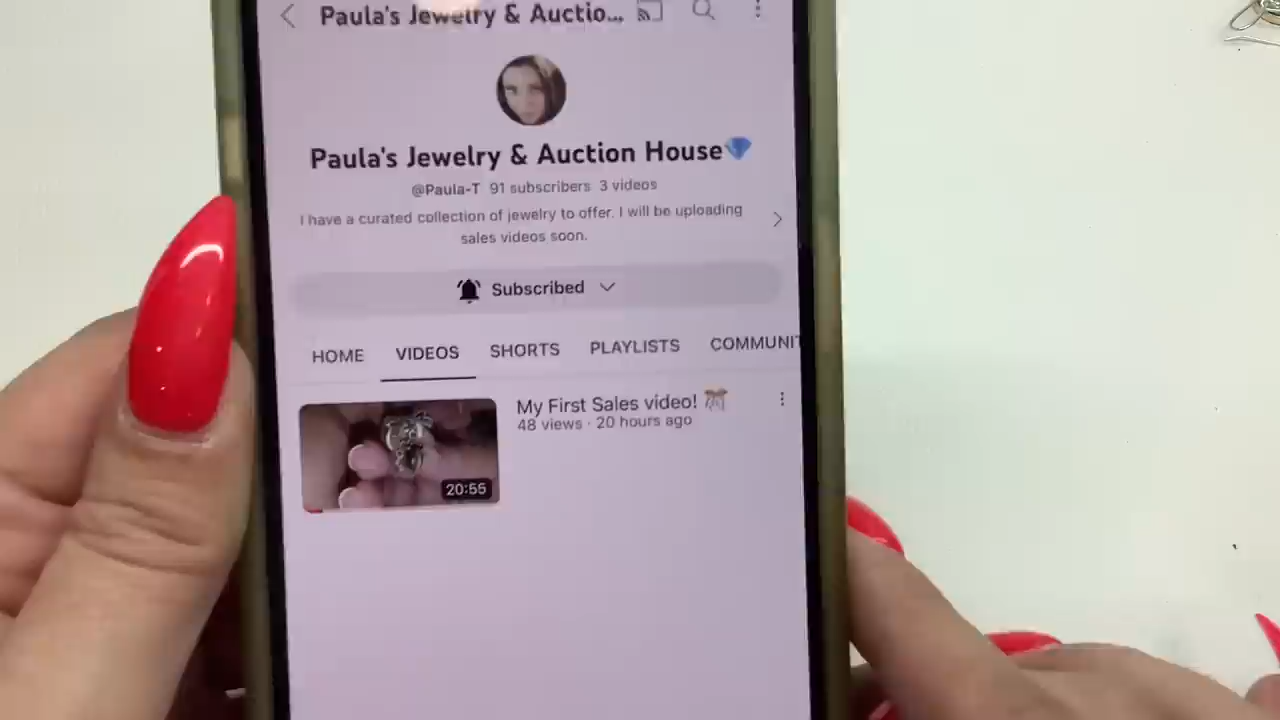 Paula's Jewelry & Auctio...
Paula's Jewelry & Auction House💎
@Paula-T 91 subscribers 3 videos
I have a curated collection of jewelry to offer. I will be uploading
sales videos soon.
Subscribed
HOME VIDEOS SHORTS PLAYLISTS COMMUNIT
My First Sales video! 🎊
48 views · 20 hours ago
20:55